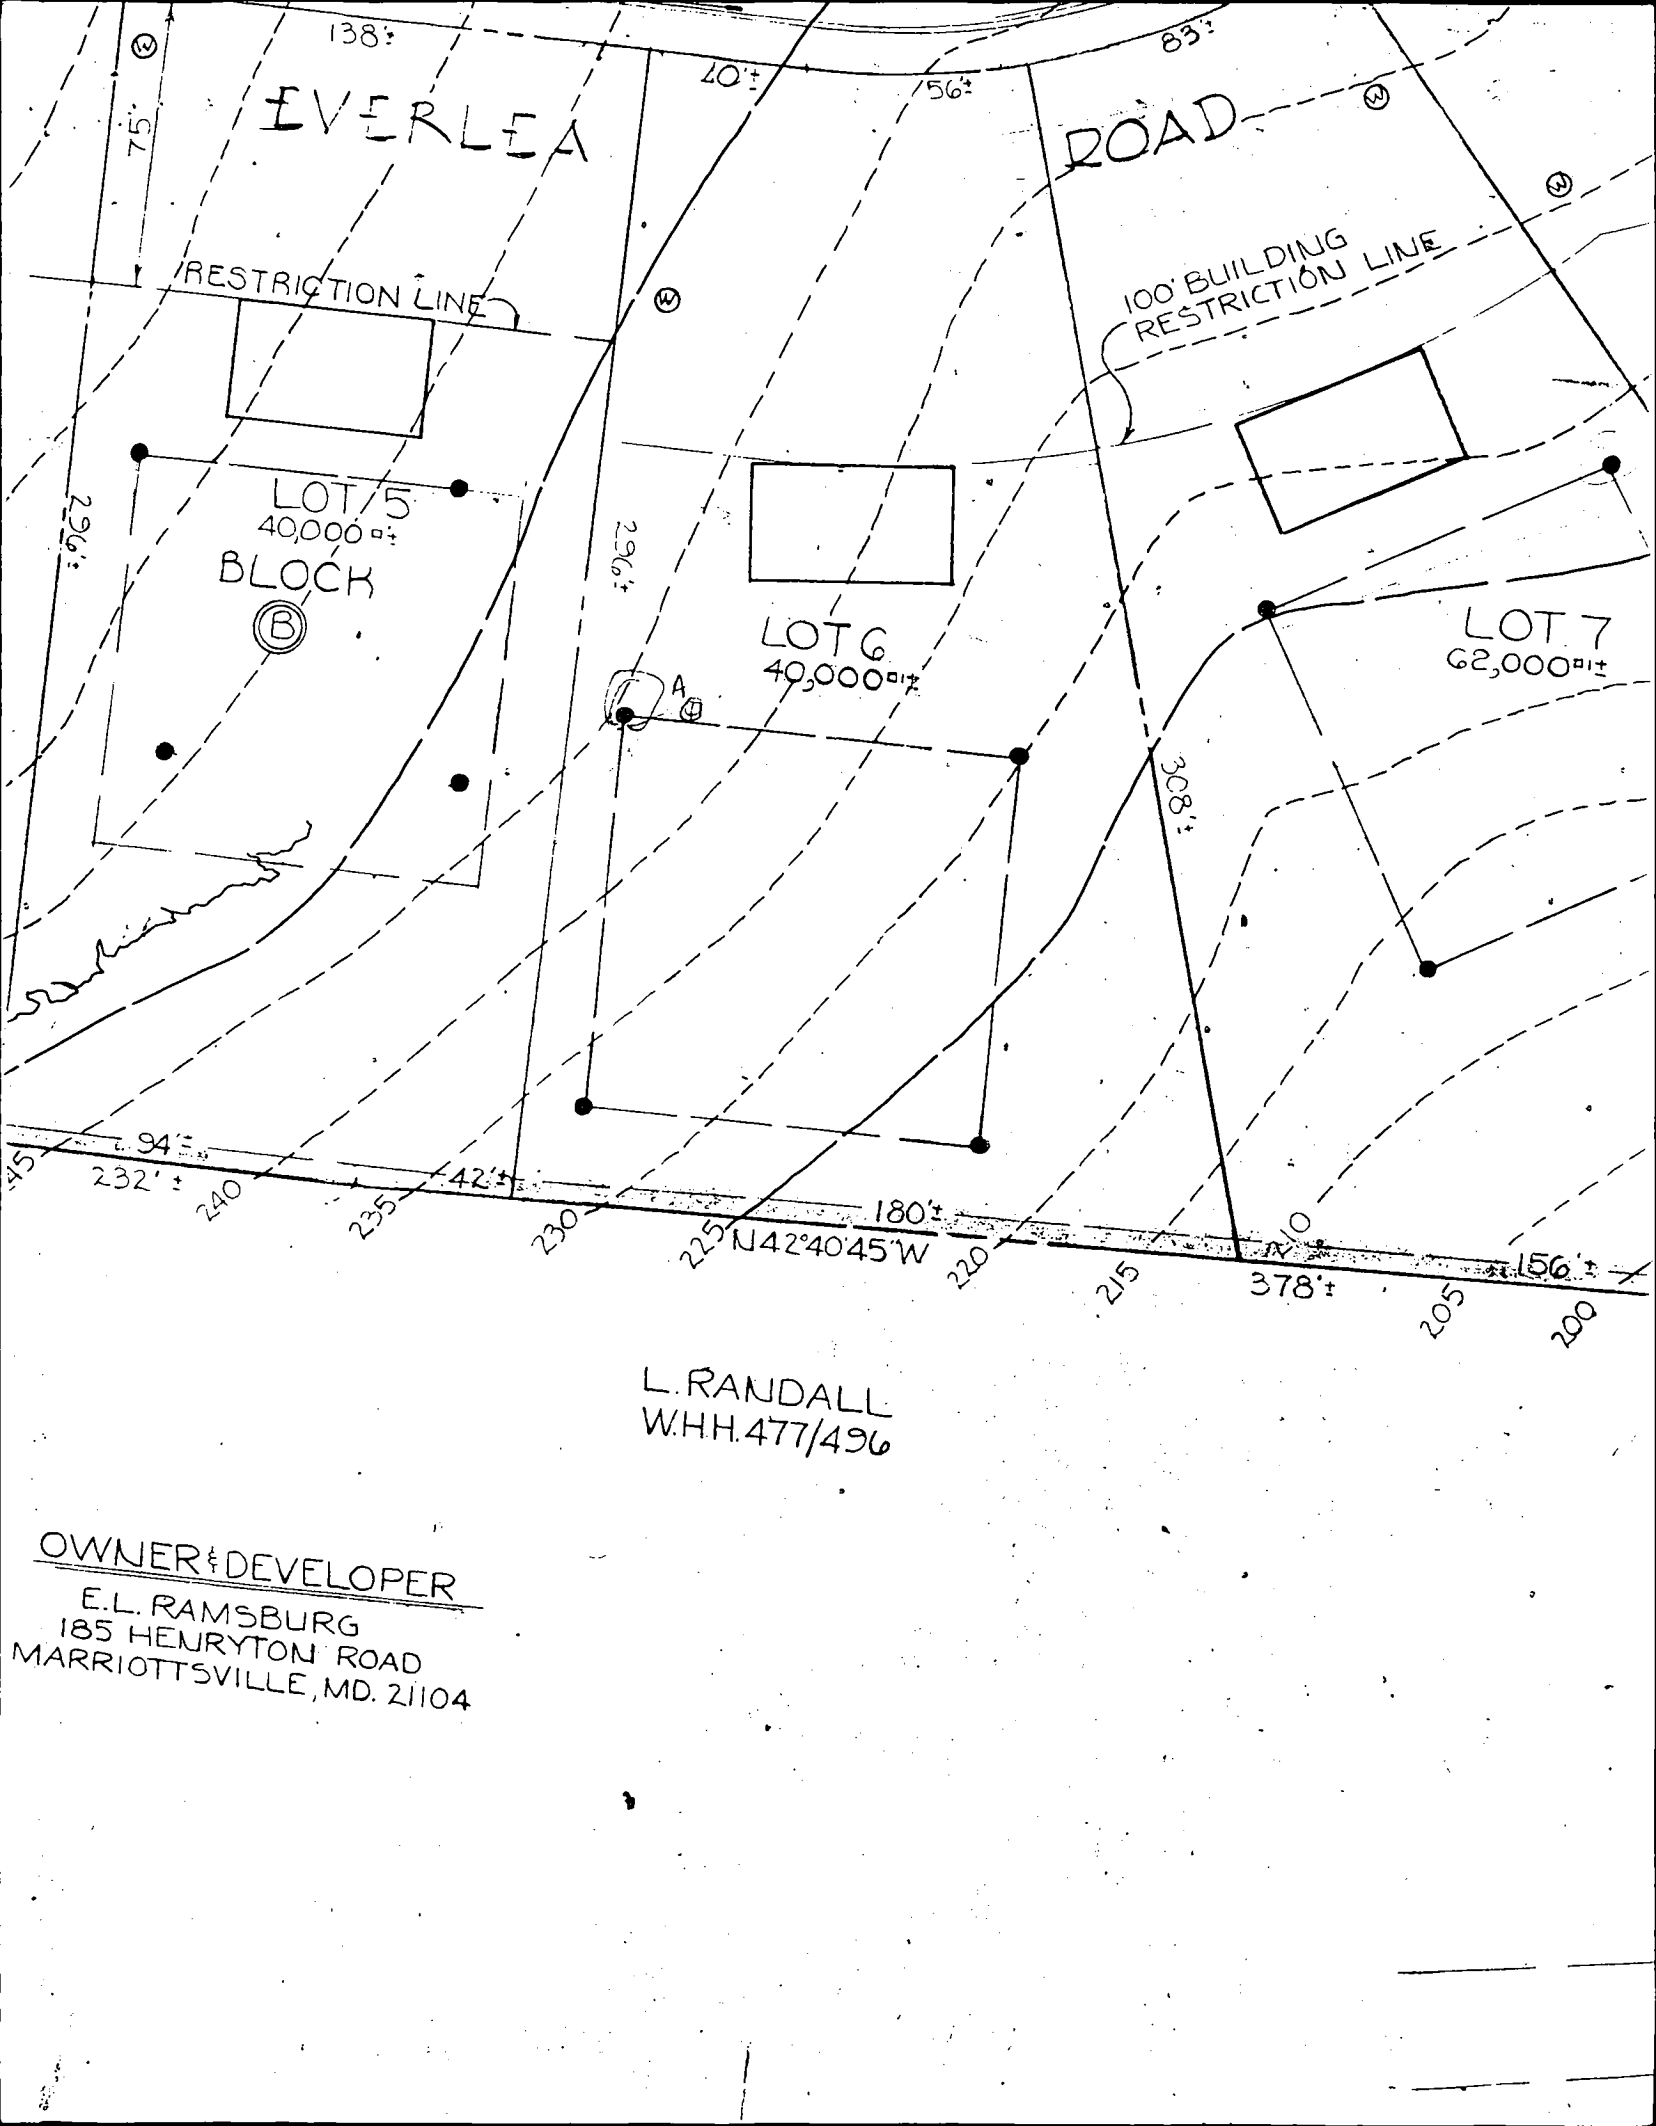 138'±
83'±
W
40'±
56'±
75'
EVERLEA
ROAD
W
W
W
RESTRICTION LINE
100' BUILDING
RESTRICTION LINE
LOT 5
40,000 □'±
296'±
296'±
BLOCK
B
LOT 6
40,000 □'±
LOT 7
62,000 □'±
A
308'±
94'±
232'±
42'±
180'±
N42°40'45"W
156'±
378'±
240
235
230
225
220
215
210
205
200
L. RANDALL
W.H.H. 477/496
OWNER & DEVELOPER
E.L. RAMSBURG
185 HENRYTON ROAD
MARRIOTTSVILLE, MD. 21104